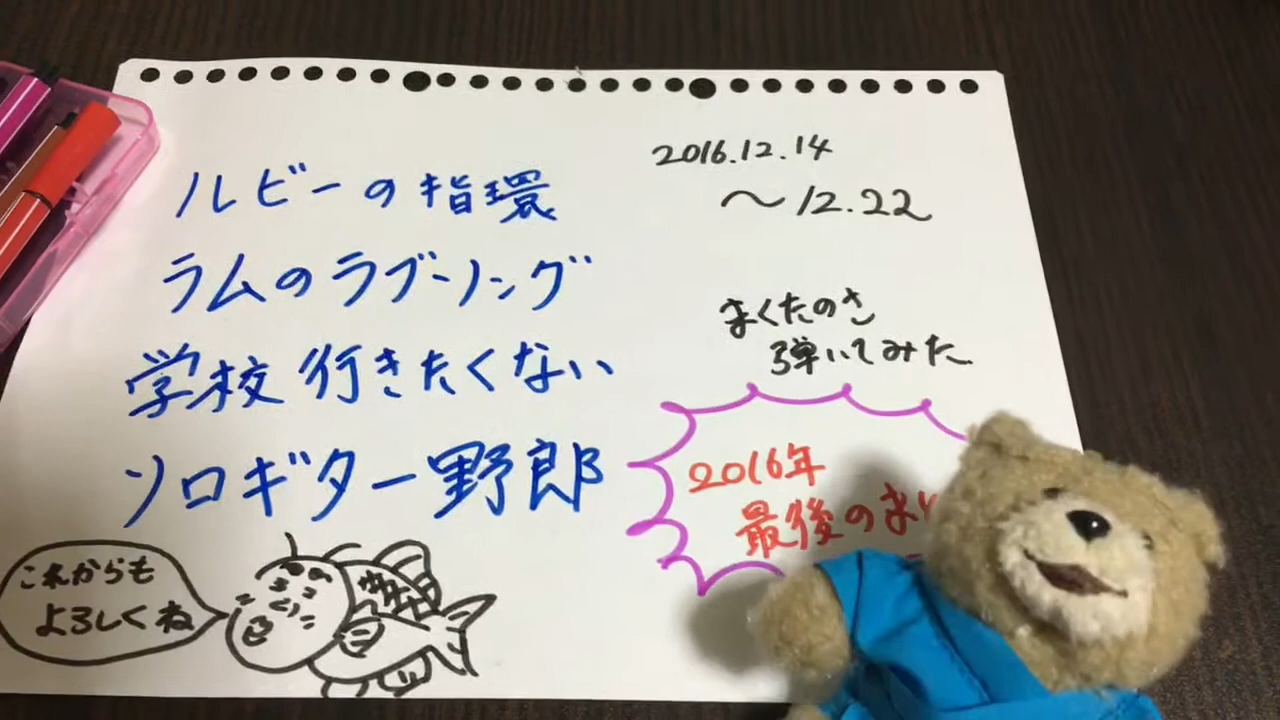 ルビーの指環
ラムのラブソング
学校行きたくない
ソロギター野郎
2016.12.14
～12.22
まくたのさ
弾いてみた
2016年
最後のまく
これからも
よろしくね